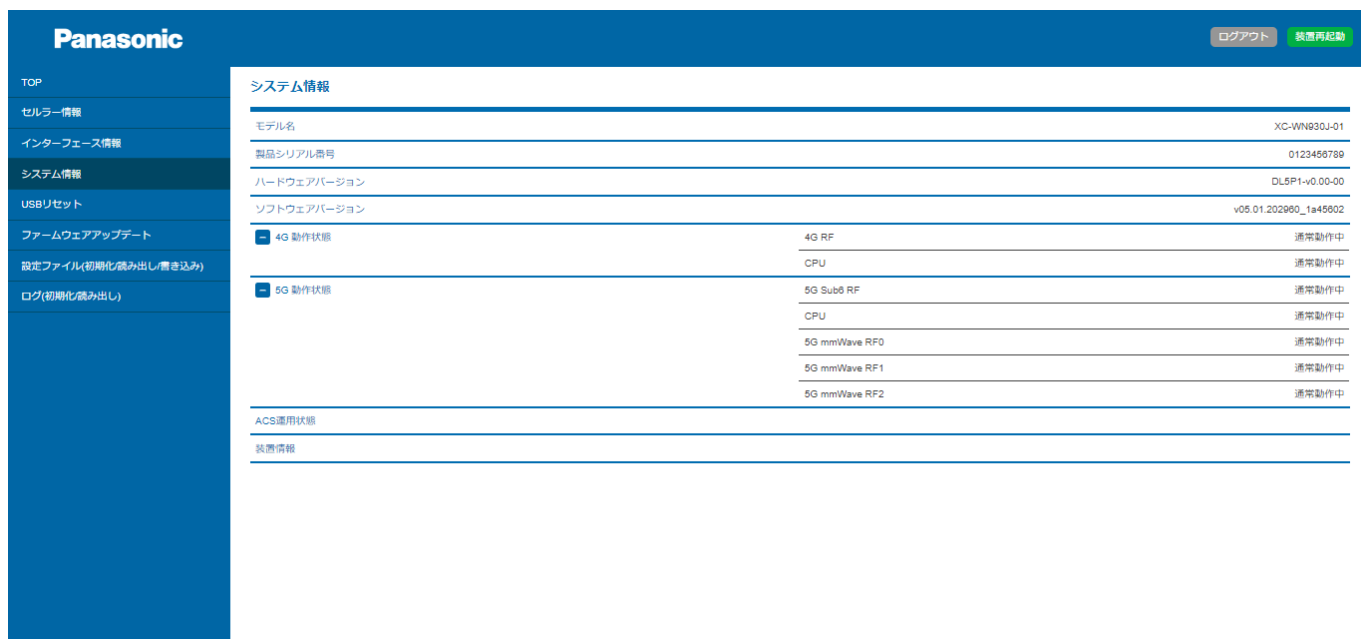 Panasonic
ログアウト 装置再起動
TOP
セルラー情報
インターフェース情報
システム情報
USBリセット
ファームウェアアップデート
設定ファイル(初期化/読み出し/書き込み)
ログ(初期化/読み出し)
システム情報
モデル名 XC-WN930J-01
製品シリアル番号 0123456789
ハードウェアバージョン DL5P1-v0.00-00
ソフトウェアバージョン v05.01.202960_1a45602
4G 動作状態 4G RF 通常動作中
CPU 通常動作中
5G 動作状態 5G Sub6 RF 通常動作中
CPU 通常動作中
5G mmWave RF0 通常動作中
5G mmWave RF1 通常動作中
5G mmWave RF2 通常動作中
ACS運用状態
装置情報